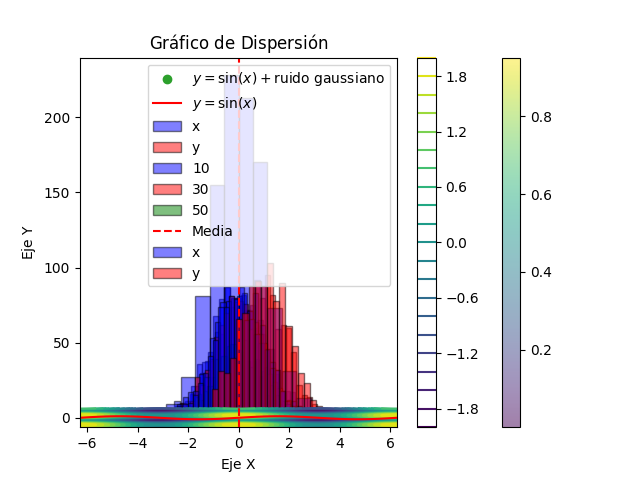 Gráfico de Dispersión
y = sin(x) + ruido gaussiano
y = sin(x)
x
y
10
30
50
Media
x
y
Eje Y
200
150
100
50
0
−6
−4
−2
0
2
4
6
Eje X
1.8
1.2
0.6
0.0
−0.6
−1.2
−1.8
0.8
0.6
0.4
0.2